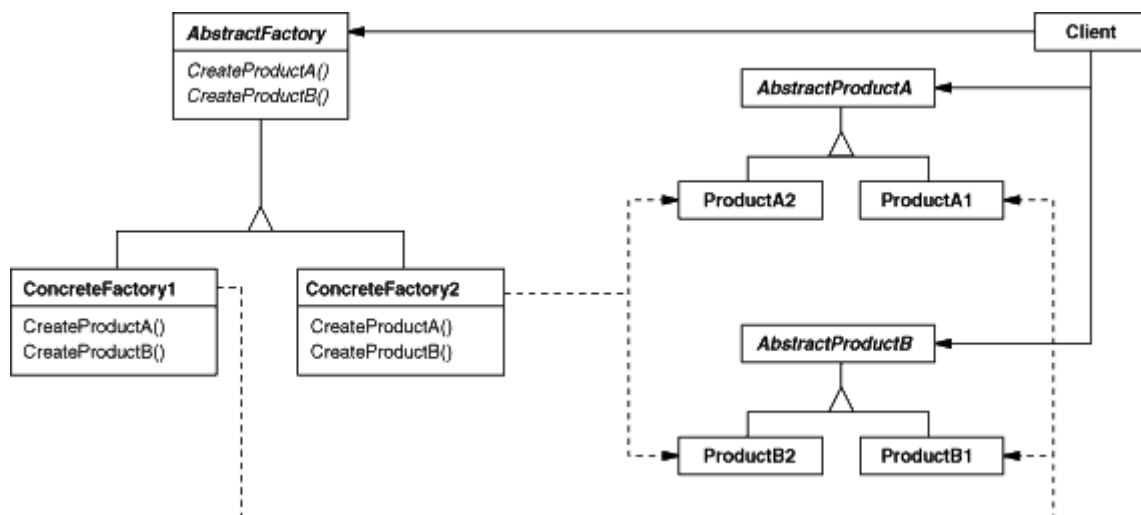 AbstractFactory
CreateProductA()
CreateProductB()
Client
AbstractProductA
ProductA2
ProductA1
ConcreteFactory1
CreateProductA()
CreateProductB()
ConcreteFactory2
CreateProductA()
CreateProductB()
AbstractProductB
ProductB2
ProductB1